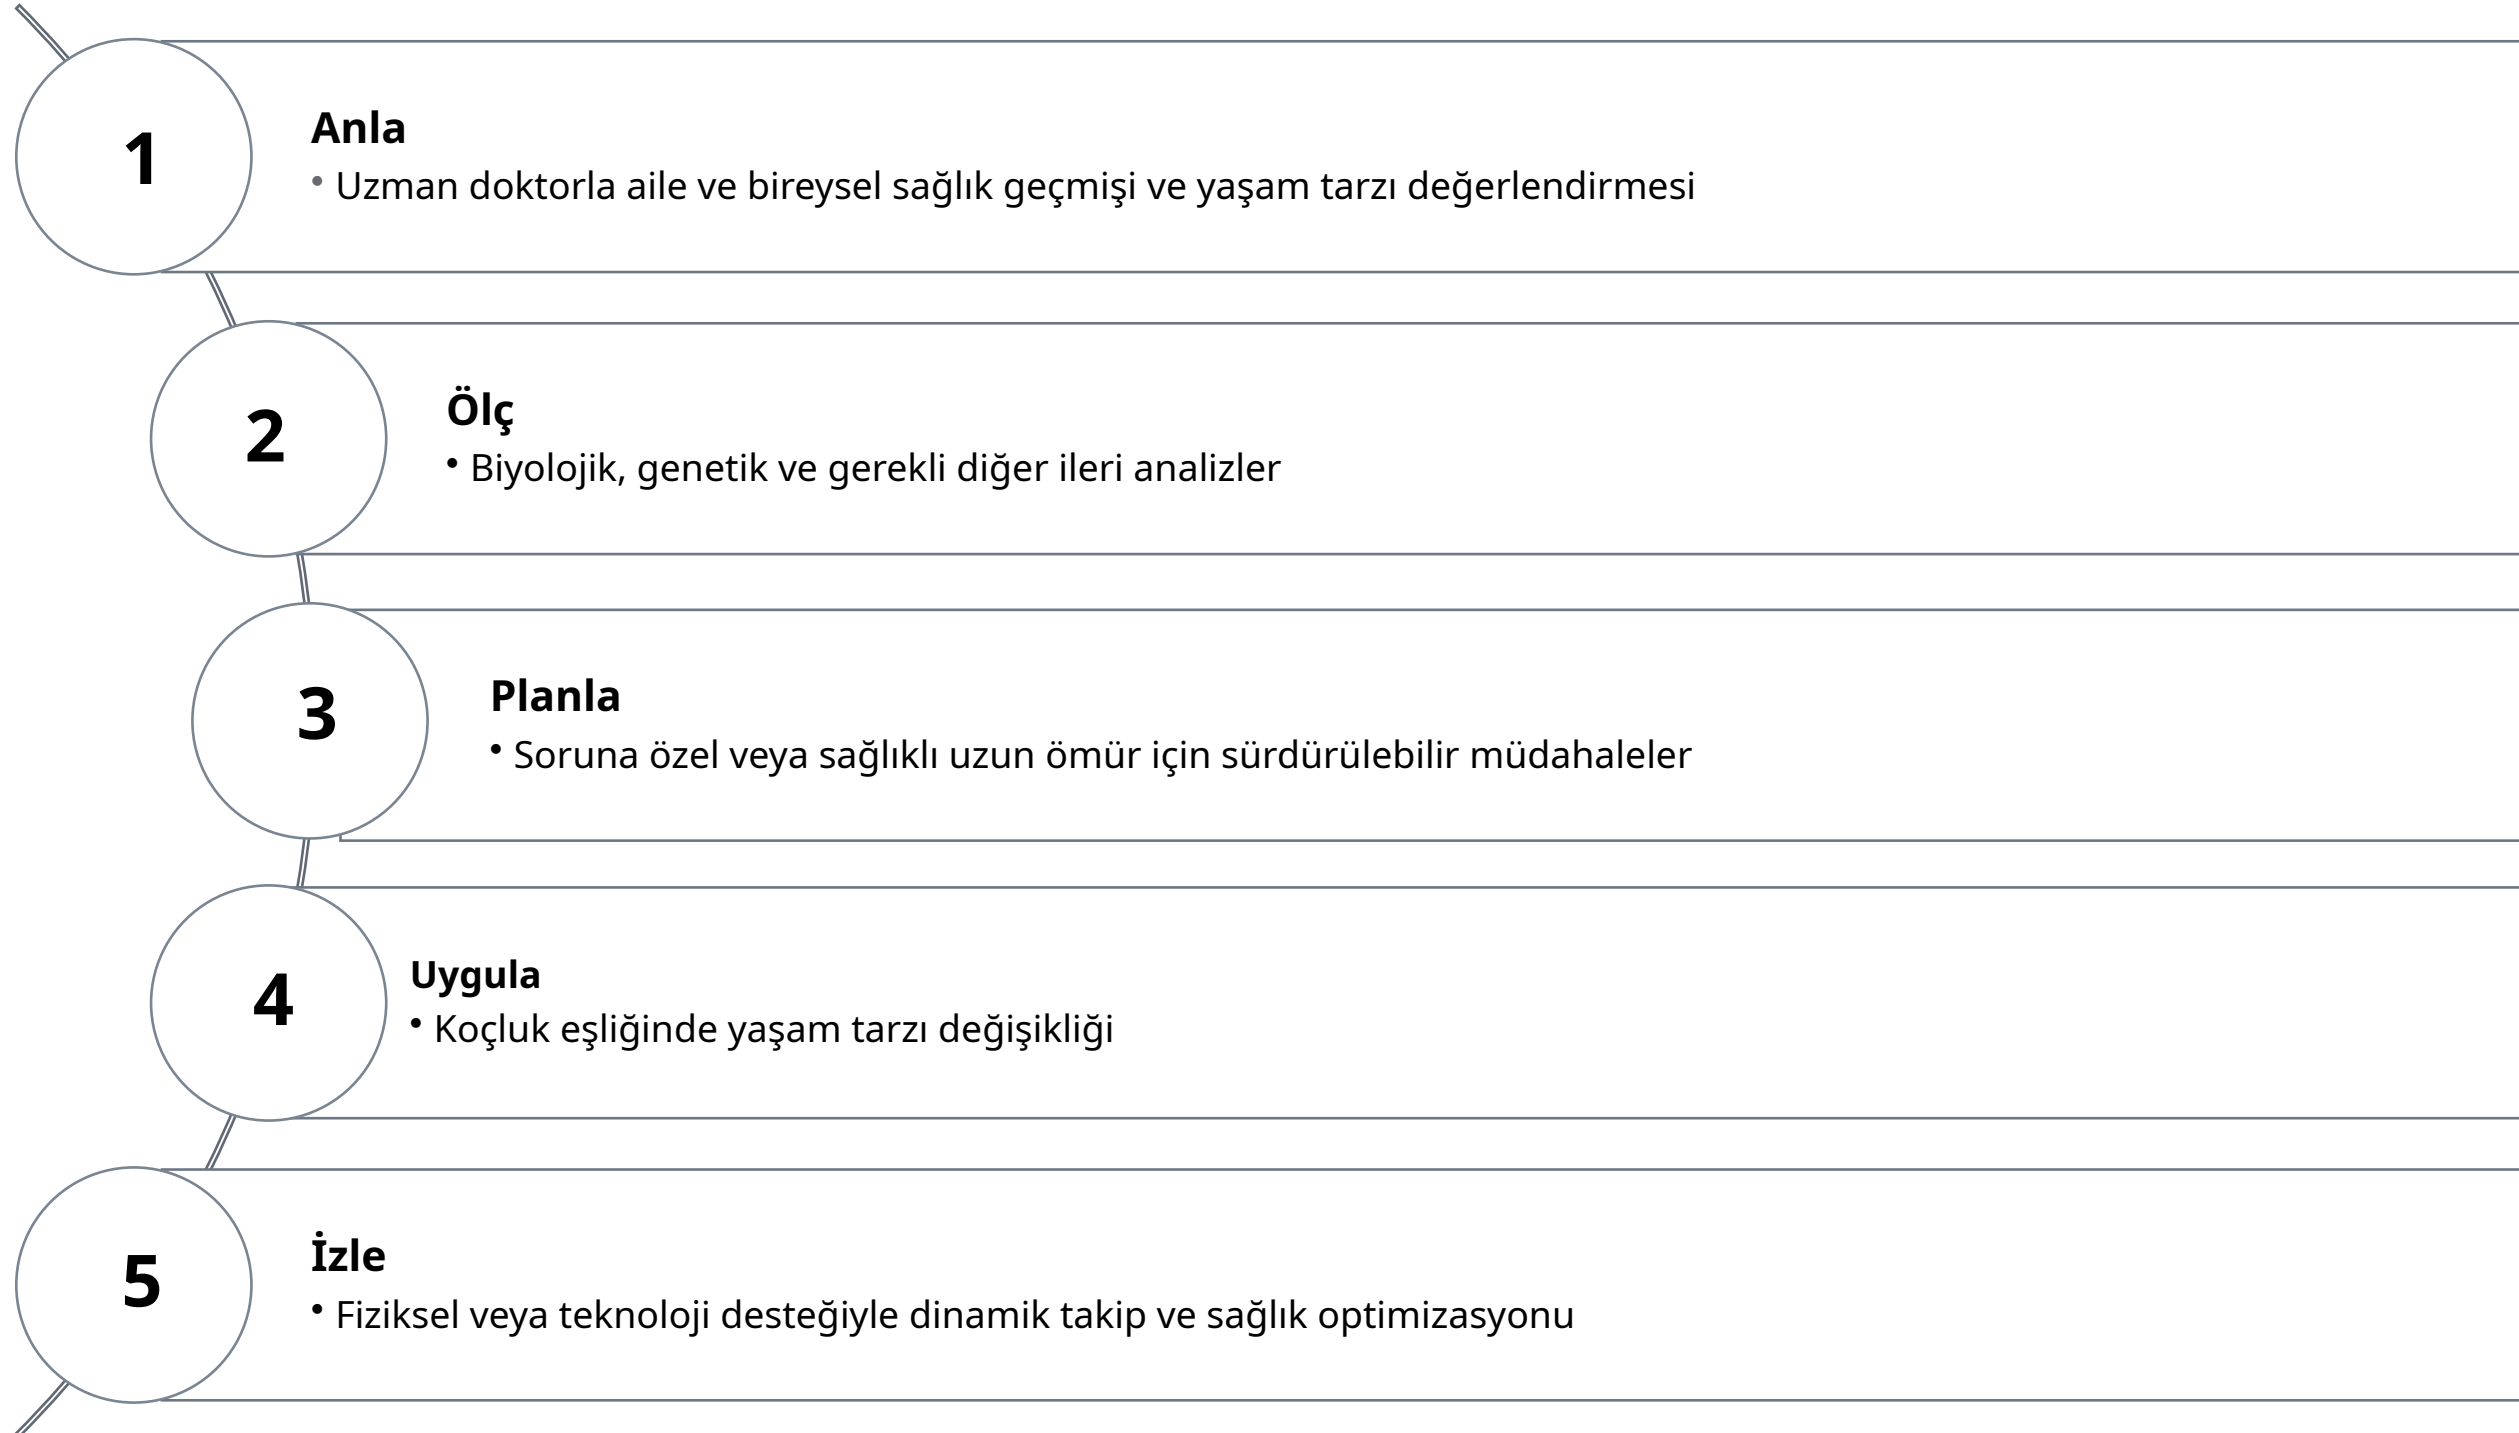 1
Anla
• Uzman doktorla aile ve bireysel sağlık geçmişi ve yaşam tarzı değerlendirmesi
2
Ölç
• Biyolojik, genetik ve gerekli diğer ileri analizler
3
Planla
• Soruna özel veya sağlıklı uzun ömür için sürdürülebilir müdahaleler
4
Uygula
• Koçluk eşliğinde yaşam tarzı değişikliği
5
İzle
• Fiziksel veya teknoloji desteğiyle dinamik takip ve sağlık optimizasyonu